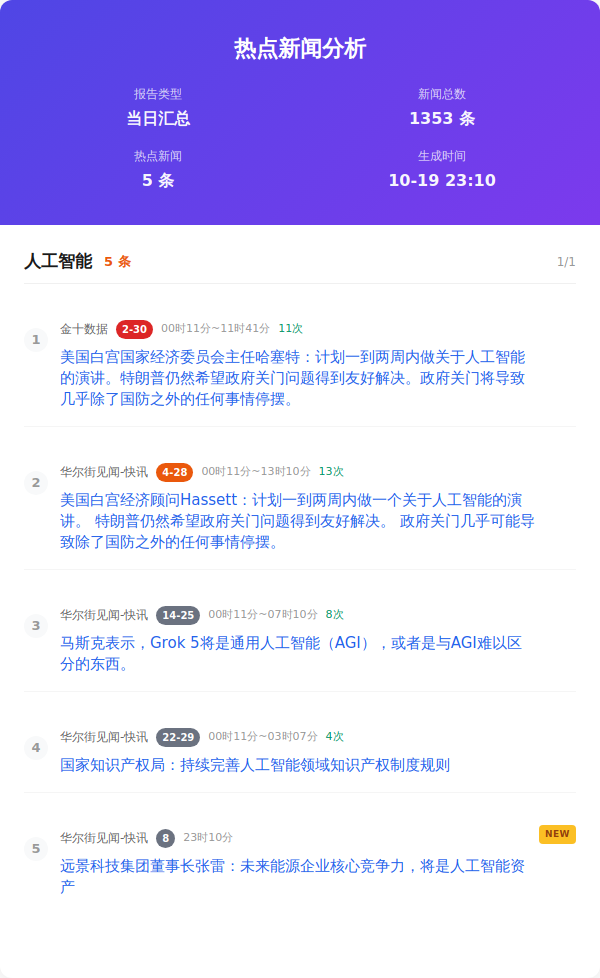 热点新闻分析
报告类型
新闻总数
当日汇总
1353 条
热点新闻
生成时间
5 条
10-19 23:10
人工智能 5 条 1/1
1
金十数据 2-30 00时11分~11时41分 11次
美国白宫国家经济委员会主任哈塞特：计划一到两周内做关于人工智能
的演讲。特朗普仍然希望政府关门问题得到友好解决。政府关门将导致
几乎除了国防之外的任何事情停摆。
2
华尔街见闻-快讯 4-28 00时11分~13时10分 13次
美国白宫经济顾问Hassett：计划一到两周内做一个关于人工智能的演
讲。 特朗普仍然希望政府关门问题得到友好解决。 政府关门几乎可能导
致除了国防之外的任何事情停摆。
3
华尔街见闻-快讯 14-25 00时11分~07时10分 8次
马斯克表示，Grok 5将是通用人工智能（AGI），或者是与AGI难以区
分的东西。
4
华尔街见闻-快讯 22-29 00时11分~03时07分 4次
国家知识产权局：持续完善人工智能领域知识产权制度规则
5
华尔街见闻-快讯 8 23时10分 NEW
远景科技集团董事长张雷：未来能源企业核心竞争力，将是人工智能资
产